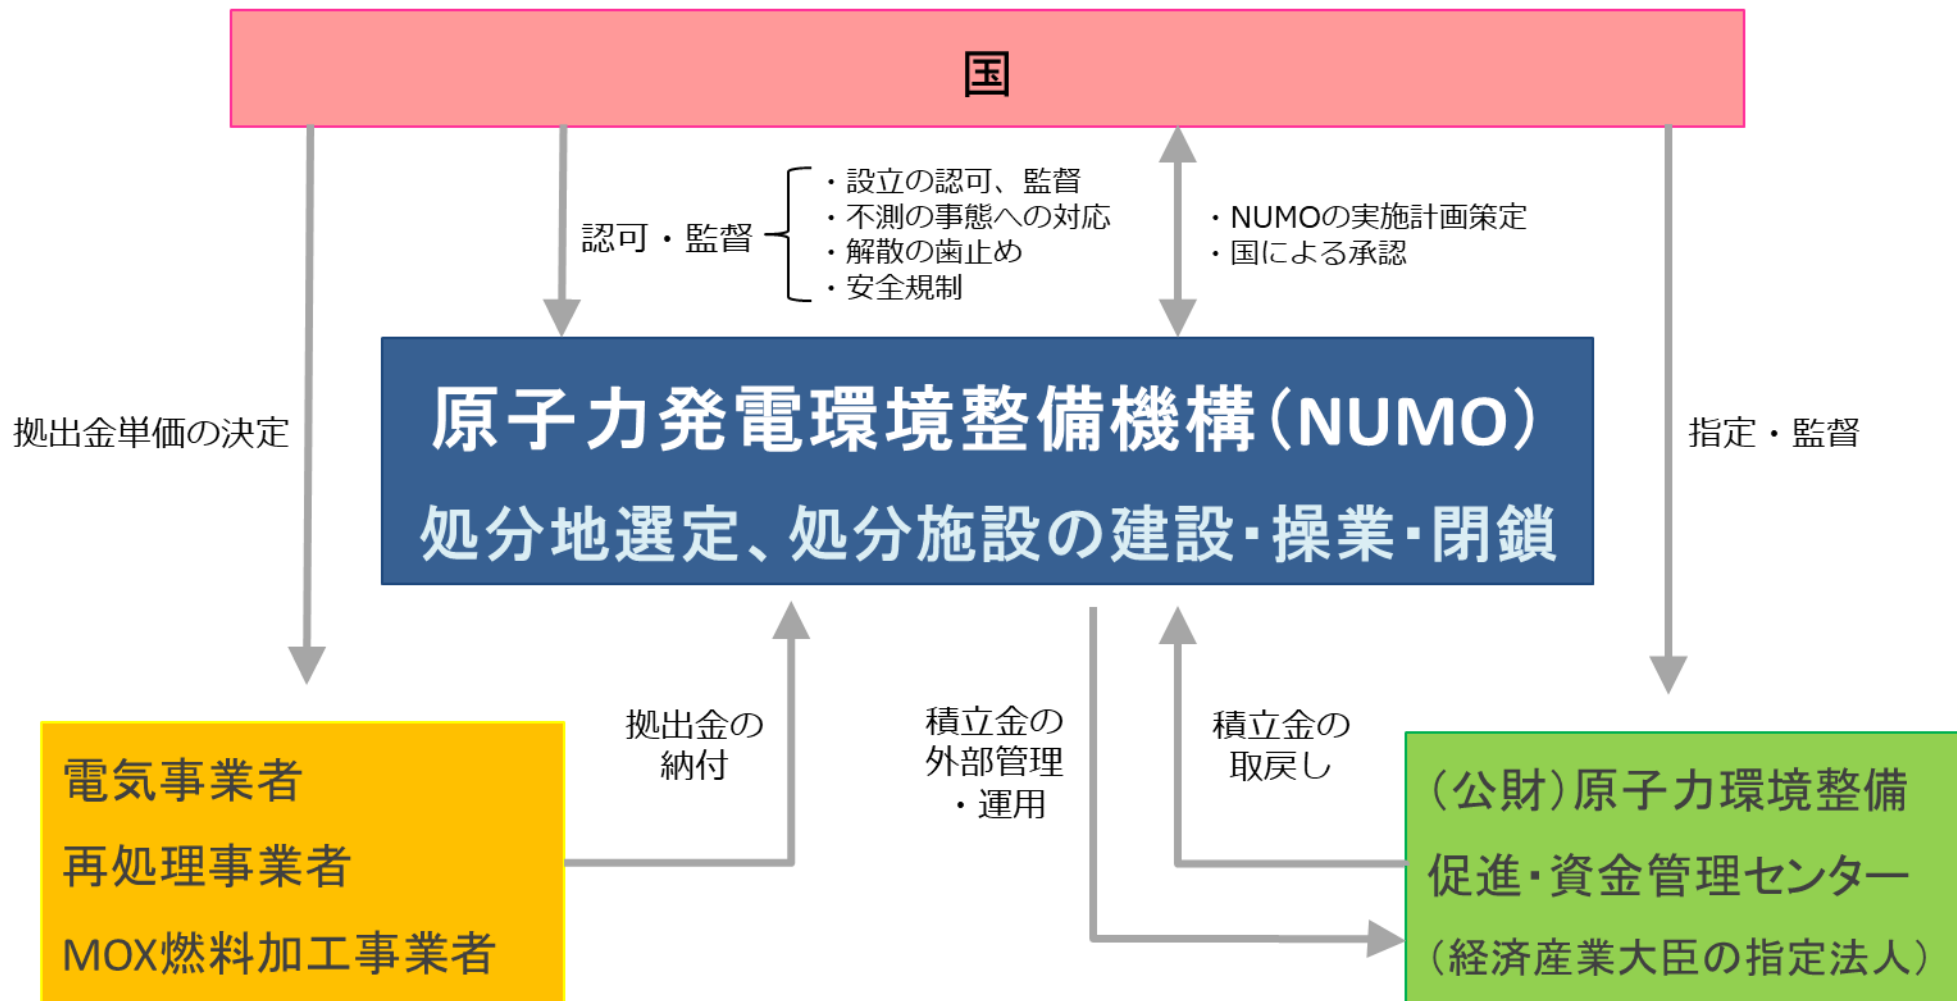 国
認可・監督
・設立の認可、監督
・不測の事態への対応
・解散の歯止め
・安全規制
・NUMOの実施計画策定
・国による承認
拠出金単価の決定
原子力発電環境整備機構（NUMO）
処分地選定、処分施設の建設・操業・閉鎖
指定・監督
拠出金の
納付
積立金の
外部管理
・運用
積立金の
取戻し
電気事業者
再処理事業者
MOX燃料加工事業者
（公財）原子力環境整備
促進・資金管理センター
（経済産業大臣の指定法人）